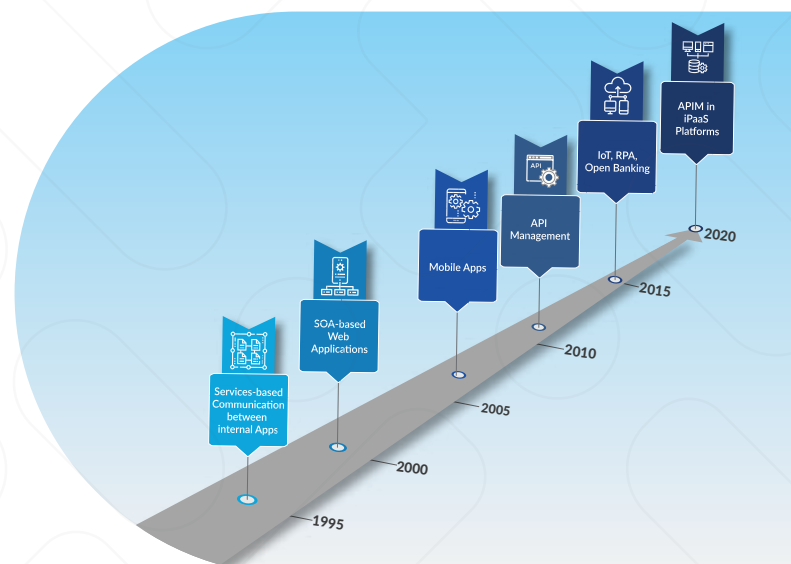 Services-based
Communication
between
internal Apps
SOA-based
Web
Applications
Mobile Apps
API
API
Management
IoT, RPA,
Open Banking
APIM in
iPaaS
Platforms
1995
2000
2005
2010
2015
2020